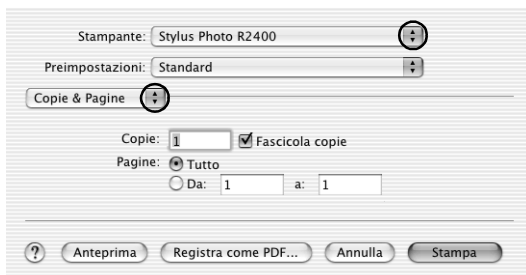 Stampante: Stylus Photo R2400
Preimpostazioni: Standard
Copie & Pagine
Copie: 1 Fascicola copie
Pagine: Tutto
Da: 1 a: 1
? Anteprima Registra come PDF... Annulla Stampa